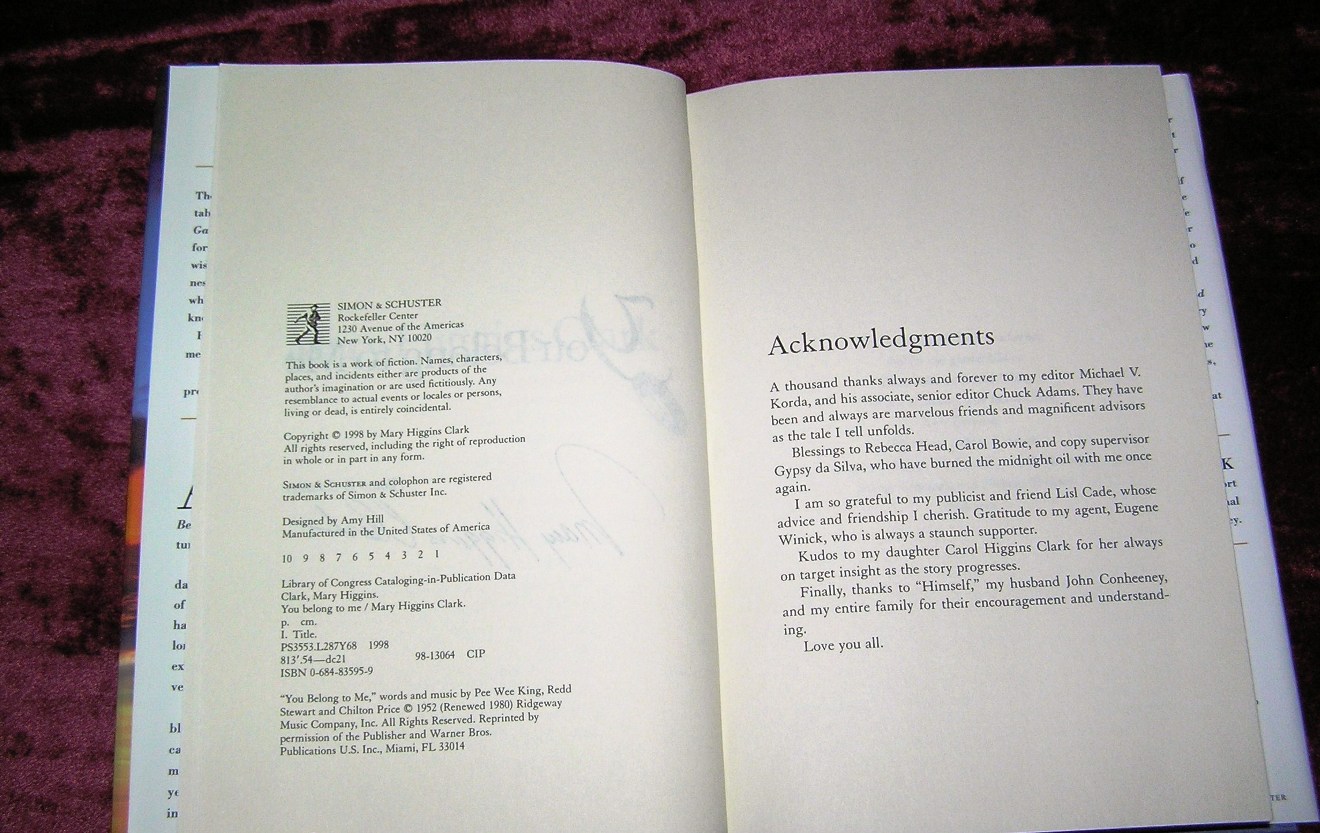 SIMON & SCHUSTER
Rockefeller Center
1230 Avenue of the Americas
New York, NY 10020
This book is a work of fiction. Names, characters,
places, and incidents either are products of the
author's imagination or are used fictitiously. Any
resemblance to actual events or locales or persons,
living or dead, is entirely coincidental.
Copyright © 1998 by Mary Higgins Clark
All rights reserved, including the right of reproduction
in whole or in part in any form.
SIMON & SCHUSTER and colophon are registered
trademarks of Simon & Schuster Inc.
Designed by Amy Hill
Manufactured in the United States of America
10 9 8 7 6 5 4 3 2 1
Library of Congress Cataloging-in-Publication Data
Clark, Mary Higgins.
You belong to me / Mary Higgins Clark.
p. cm.
I. Title.
PS3553.L287Y68 1998
813'.54—dc21 98-13064 CIP
ISBN 0-684-83595-9
"You Belong to Me," words and music by Pee Wee King, Redd
Stewart and Chilton Price © 1952 (Renewed 1980) Ridgeway
Music Company, Inc. All Rights Reserved. Reprinted by
permission of the Publisher and Warner Bros.
Publications U.S. Inc., Miami, FL 33014
Acknowledgments
A thousand thanks always and forever to my editor Michael V.
Korda, and his associate, senior editor Chuck Adams. They have
been and always are marvelous friends and magnificent advisors
as the tale I tell unfolds.
Blessings to Rebecca Head, Carol Bowie, and copy supervisor
Gypsy da Silva, who have burned the midnight oil with me once
again.
I am so grateful to my publicist and friend Lisl Cade, whose
advice and friendship I cherish. Gratitude to my agent, Eugene
Winick, who is always a staunch supporter.
Kudos to my daughter Carol Higgins Clark for her always
on target insight as the story progresses.
Finally, thanks to "Himself," my husband John Conheeney,
and my entire family for their encouragement and understand-
ing.
Love you all.